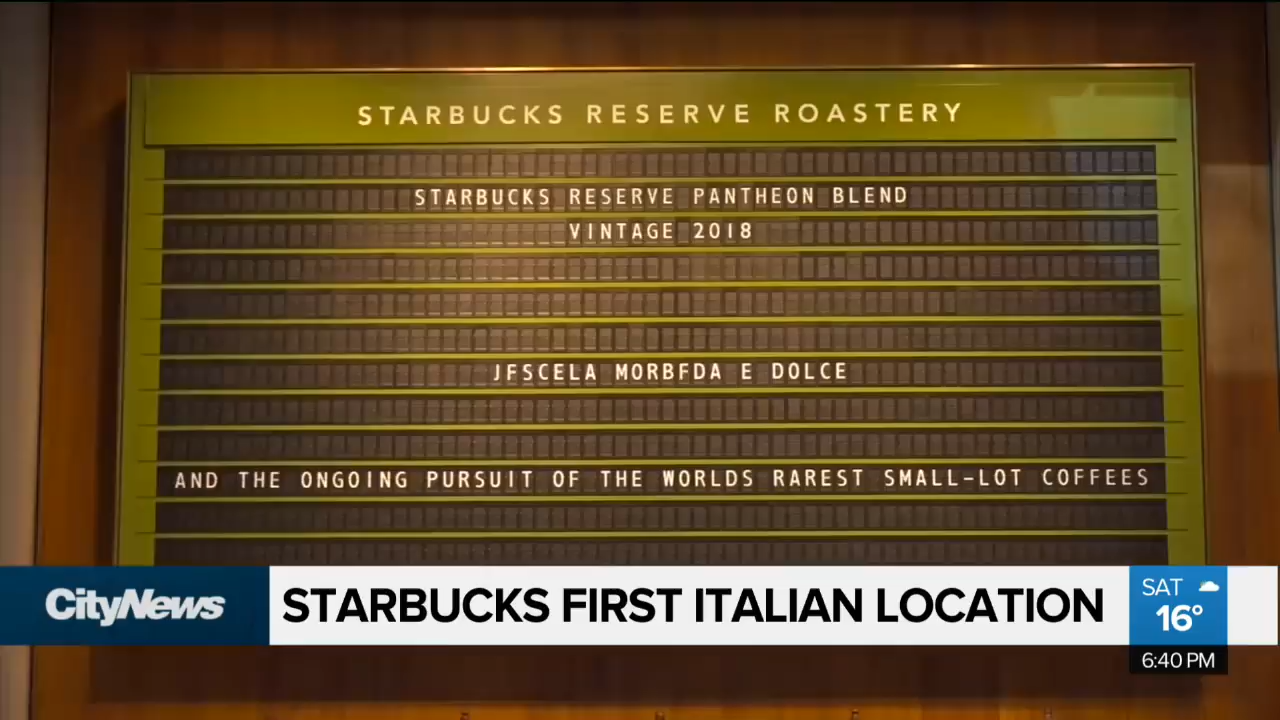 STARBUCKS RESERVE ROASTERY
STARBUCKS RESERVE PANTHEON BLEND
VINTAGE 2018
JFSCELA MORBFDA E DOLCE
AND THE ONGOING PURSUIT OF THE WORLDS RAREST SMALL-LOT COFFEES
CityNews
STARBUCKS FIRST ITALIAN LOCATION
SAT
16°
6:40 PM